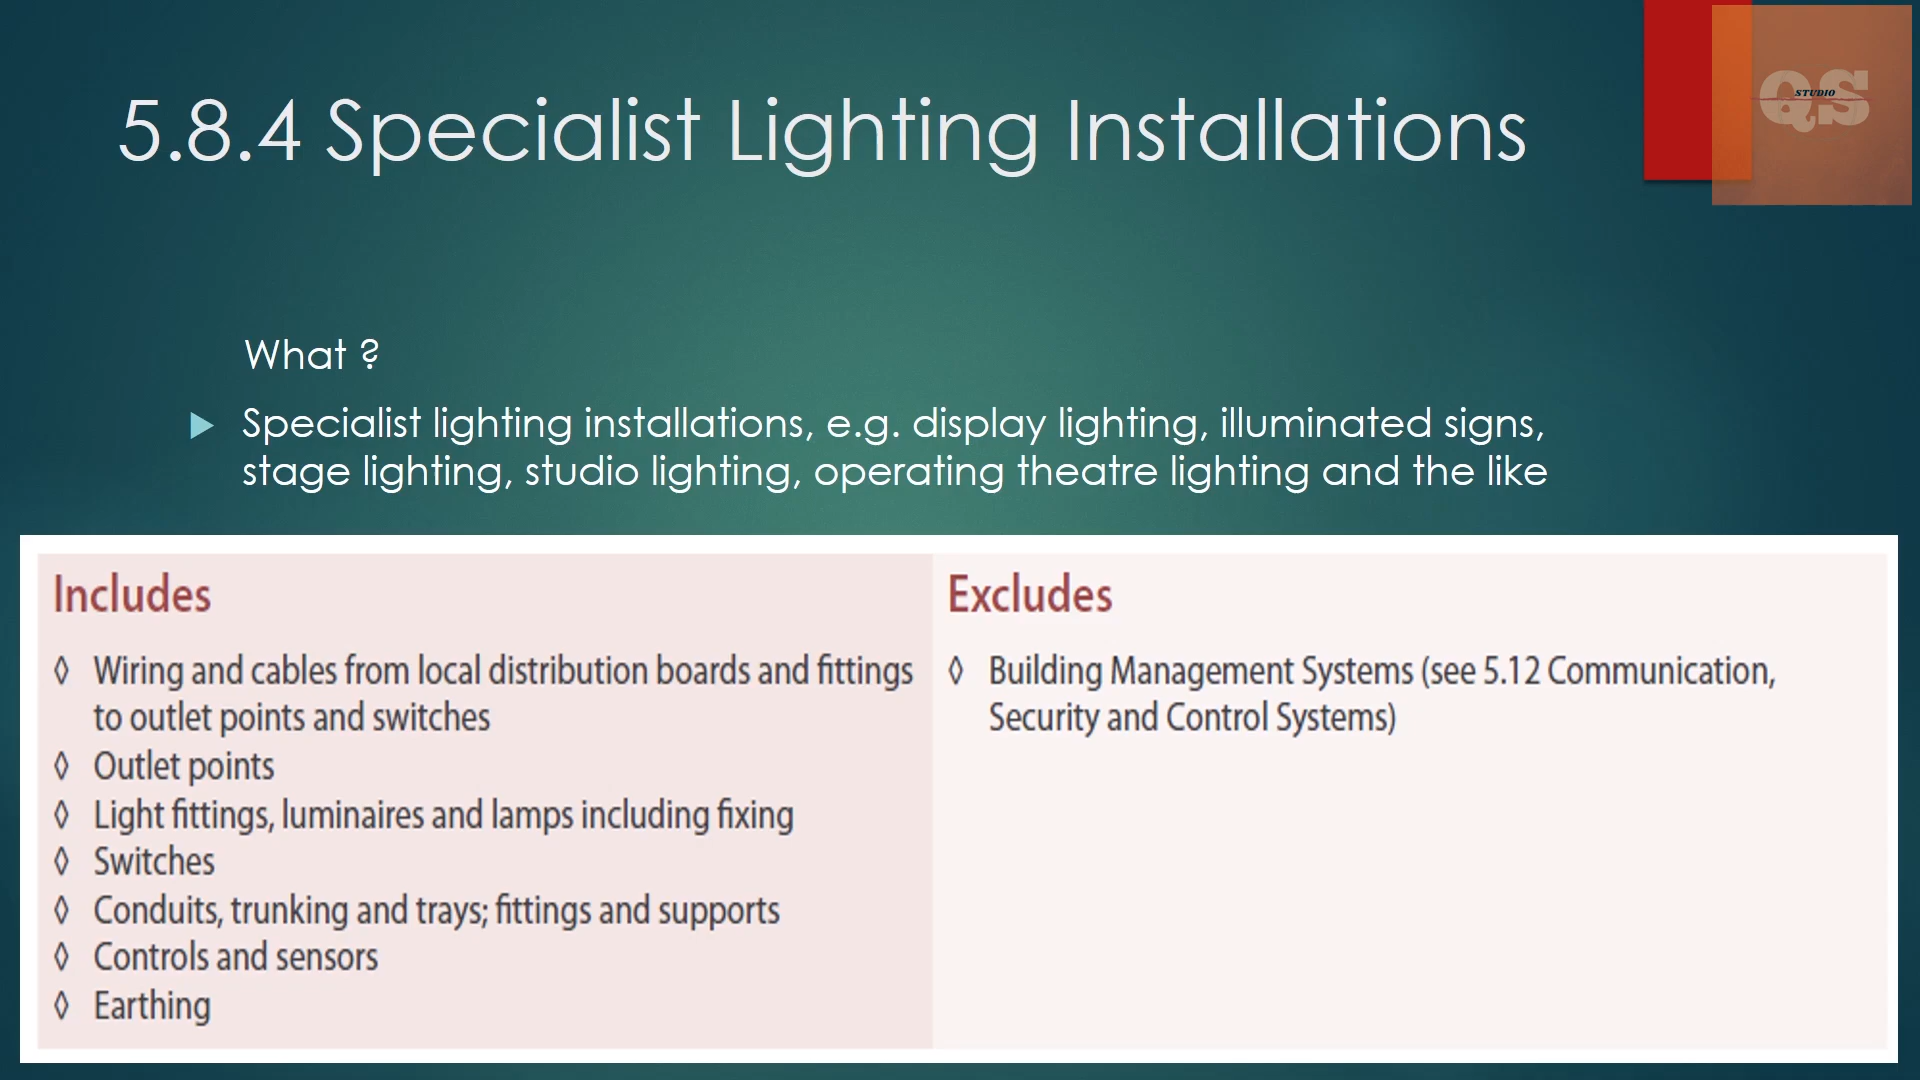 5.8.4 Specialist Lighting Installations
QS
STUDIO
What ?
Specialist lighting installations, e.g. display lighting, illuminated signs,
stage lighting, studio lighting, operating theatre lighting and the like
Includes
◊ Wiring and cables from local distribution boards and fittings
to outlet points and switches
◊ Outlet points
◊ Light fittings, luminaires and lamps including fixing
◊ Switches
◊ Conduits, trunking and trays; fittings and supports
◊ Controls and sensors
◊ Earthing
Excludes
◊ Building Management Systems (see 5.12 Communication,
Security and Control Systems)